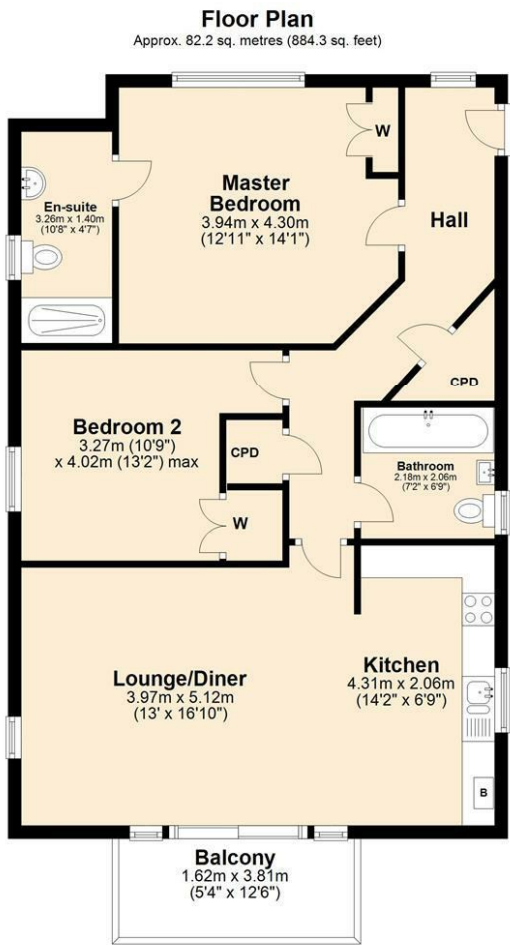 Floor Plan
Approx. 82.2 sq. metres (884.3 sq. feet)
W
Master
Bedroom
3.94m x 4.30m
(12'11" x 14'1")
En-suite
3.26m x 1.40m
(10'8" x 4'7")
Hall
CPD
Bedroom 2
3.27m (10'9")
x 4.02m (13'2") max
CPD
W
Bathroom
2.18m x 2.06m
(7'2" x 6'9")
Lounge/Diner
3.97m x 5.12m
(13' x 16'10")
Kitchen
4.31m x 2.06m
(14'2" x 6'9")
B
Balcony
1.62m x 3.81m
(5'4" x 12'6")